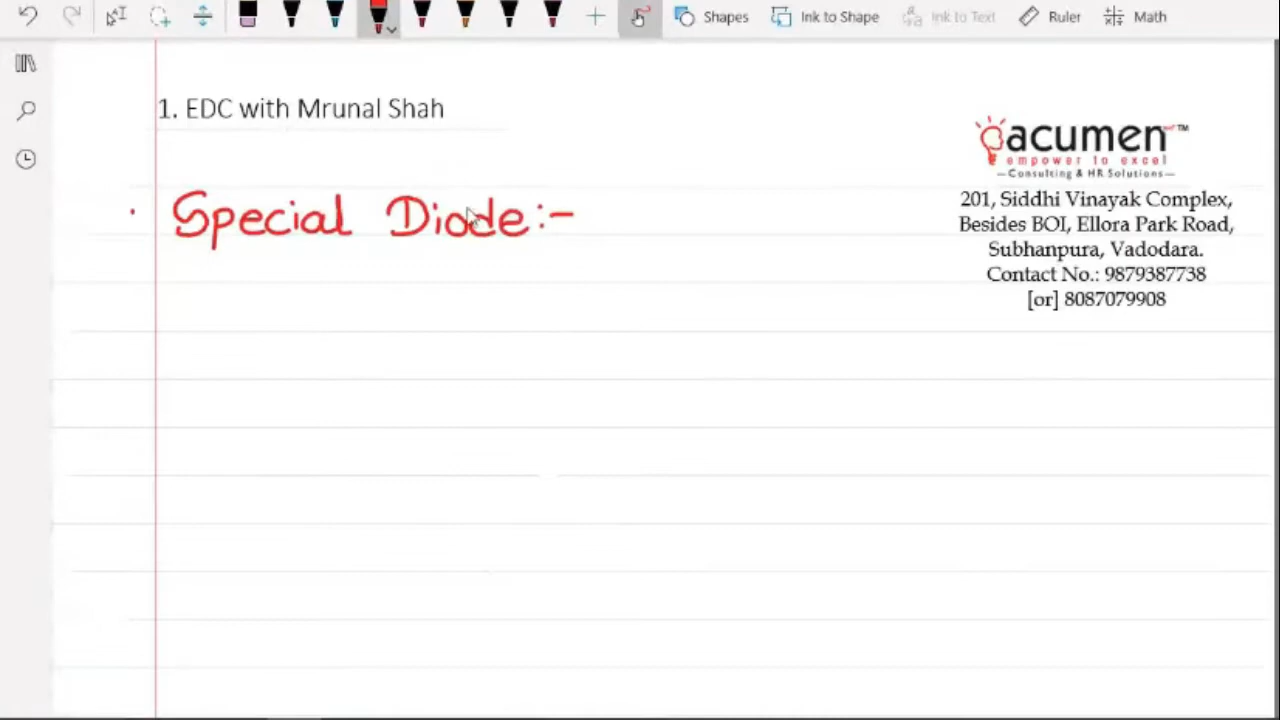 Shapes Ink to Shape Ink to Text Ruler Math
1. EDC with Mrunal Shah
acumen™
empower to excel
—Consulting & HR Solutions—
201, Siddhi Vinayak Complex,
Besides BOI, Ellora Park Road,
Subhanpura, Vadodara.
Contact No.: 9879387738
[or] 8087079908
Special Diode:-